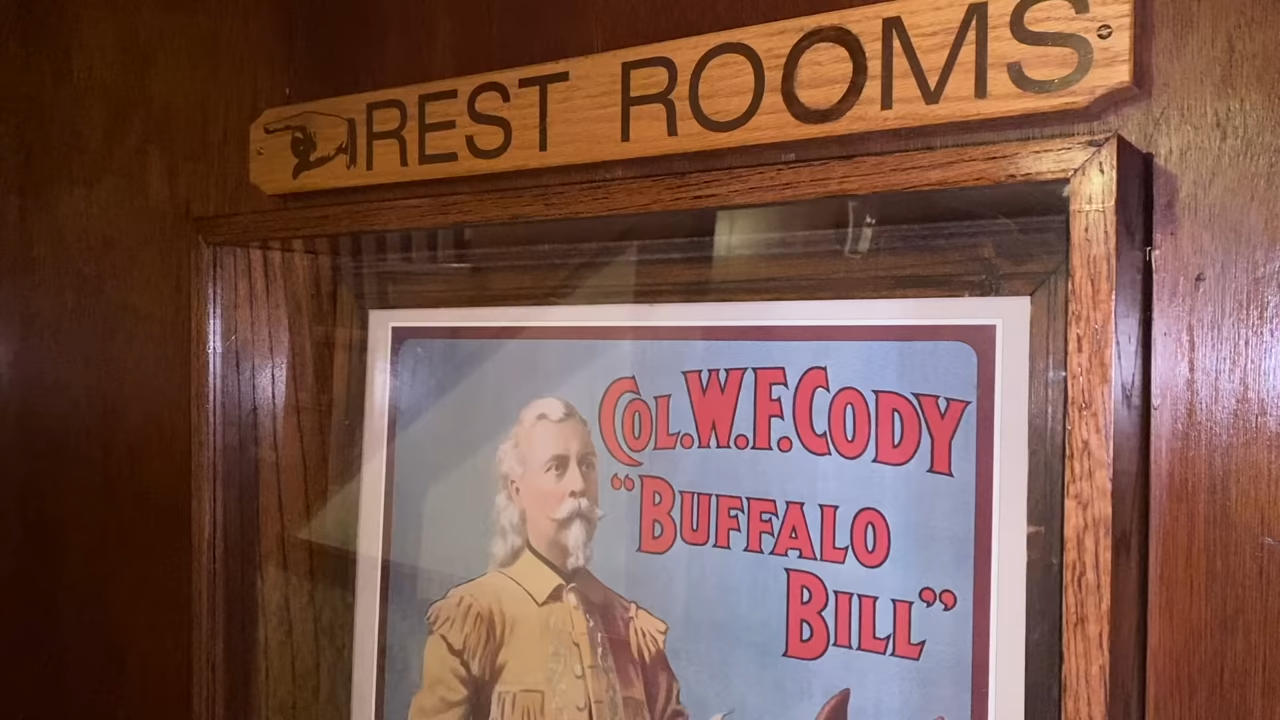 REST ROOMS
COL. W. F. CODY
“BUFFALO
BILL”